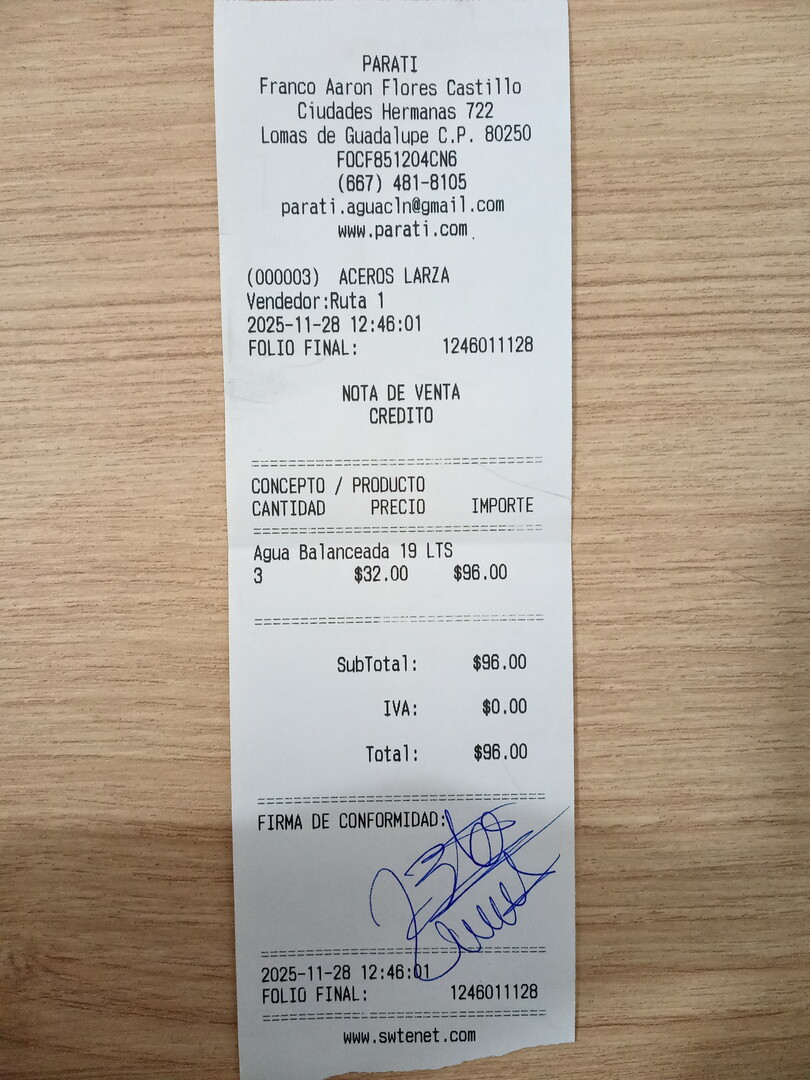 PARATI
Franco Aaron Flores Castillo
Ciudades Hermanas 722
Lomas de Guadalupe C.P. 80250
FOCF851204CN6
(667) 481-8105
parati.aguacln@gmail.com
www.parati.com.
(000003) ACEROS LARZA
Vendedor:Ruta 1
2025-11-28 12:46:01
FOLIO FINAL: 1246011128
NOTA DE VENTA
CREDITO
CONCEPTO / PRODUCTO
CANTIDAD PRECIO IMPORTE
Agua Balanceada 19 LTS
3 $32.00 $96.00
SubTotal: $96.00
IVA: $0.00
Total: $96.00
FIRMA DE CONFORMIDAD:
2025-11-28 12:46:01
FOLIO FINAL: 1246011128
www.swtenet.com